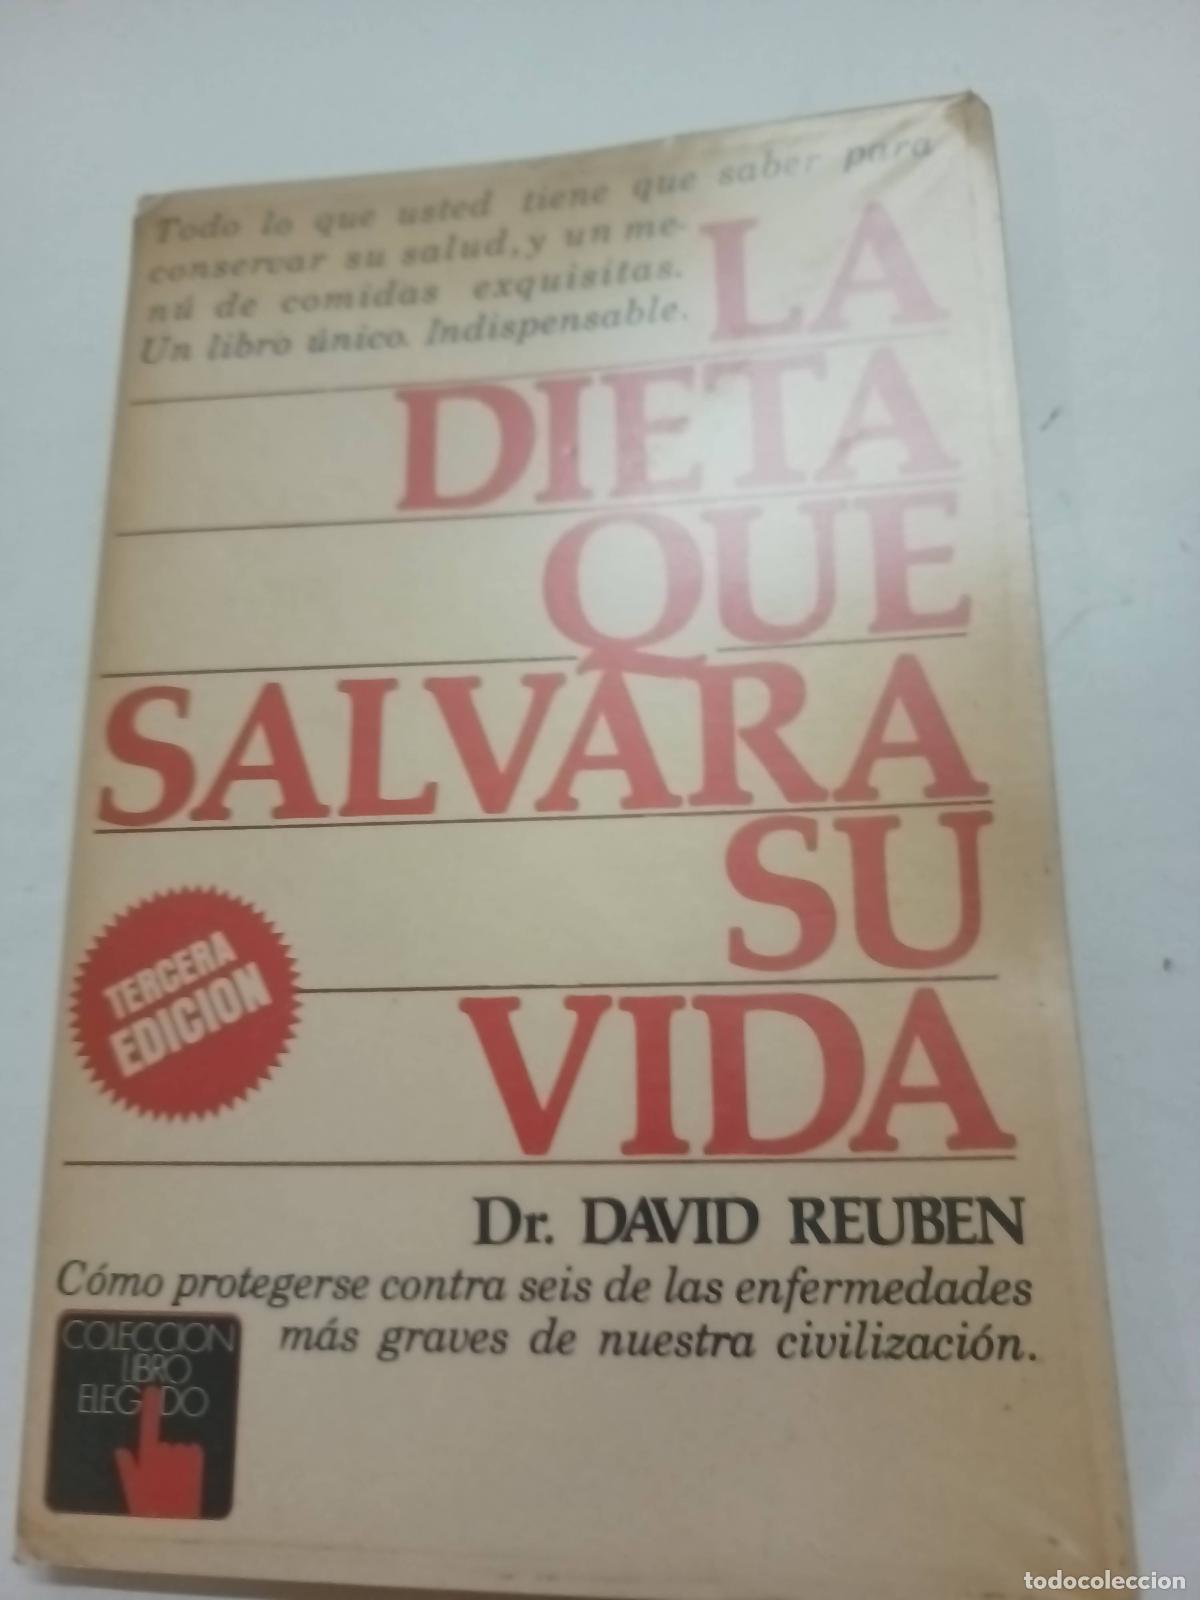 Todo lo que usted tiene que saber para
conservar su salud, y un me-
nú de comidas exquisitas.
Un libro único. Indispensable.
LA
DIETA
QUE
SALVARA
SU
VIDA
TERCERA
EDICION
Dr. DAVID REUBEN
Cómo protegerse contra seis de las enfermedades
más graves de nuestra civilización.
COLECCION
LIBRO
ELEGIDO
todocoleccion